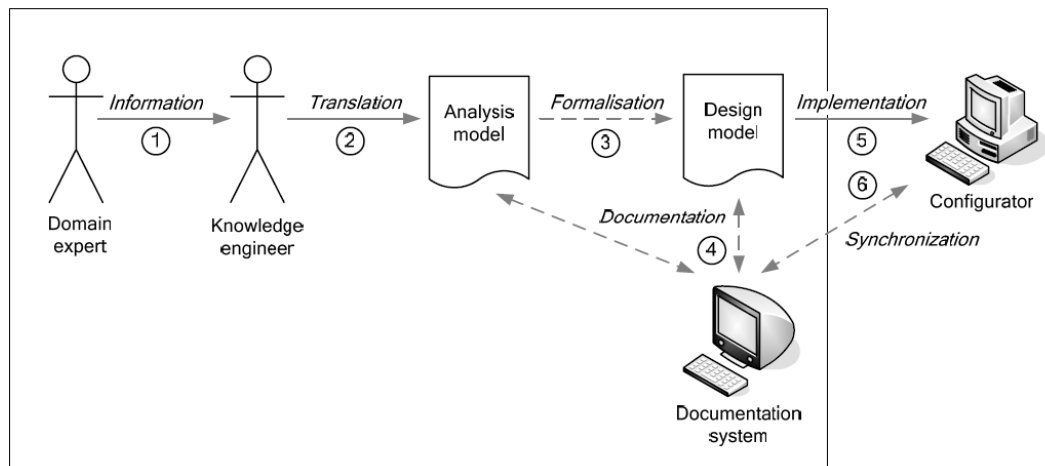 Information
Translation
Formalisation
Implementation
1
2
3
5
Analysis
model
Design
model
6
Domain
expert
Knowledge
engineer
Documentation
4
Configurator
Synchronization
Documentation
system